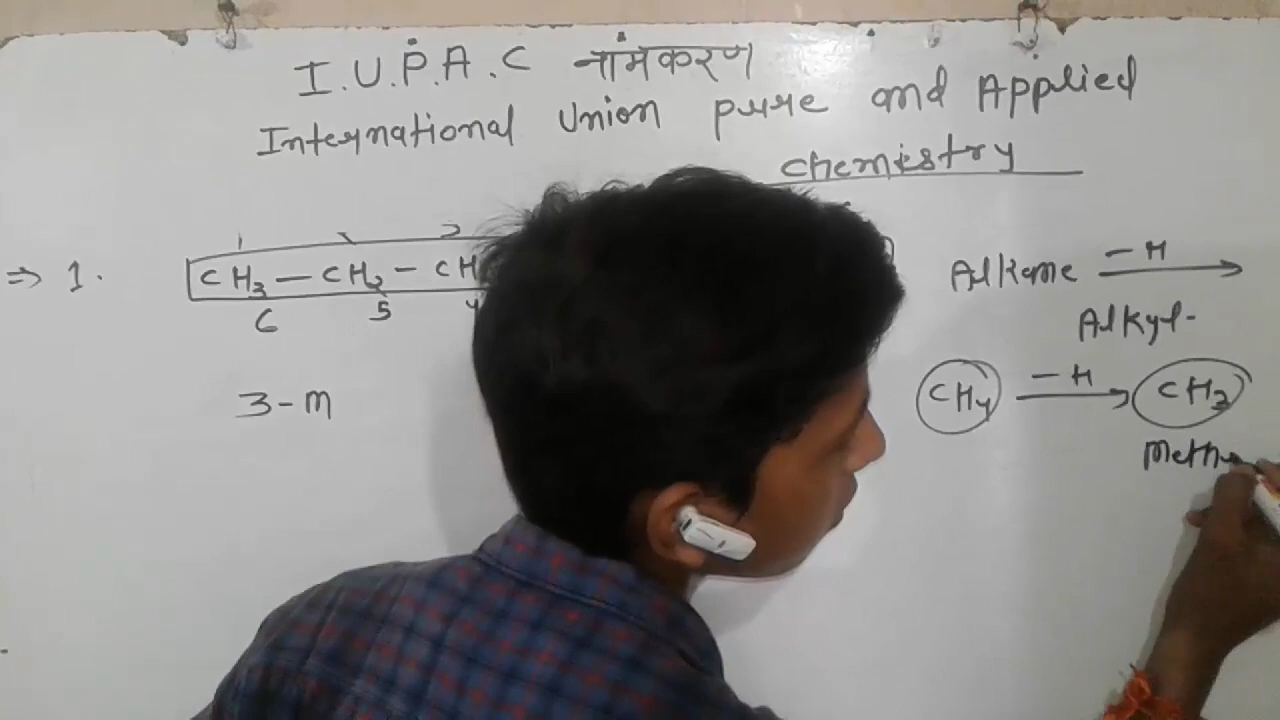 I.U.P.A.C नांमकरण
International Union pure and Applied
chemistry
⇒ 1.
1 2 3
CH3 — CH2 — CH
6 5 4
3-m
Alkane —H→
Alkyl-
CH4 —H→ CH3
Methy